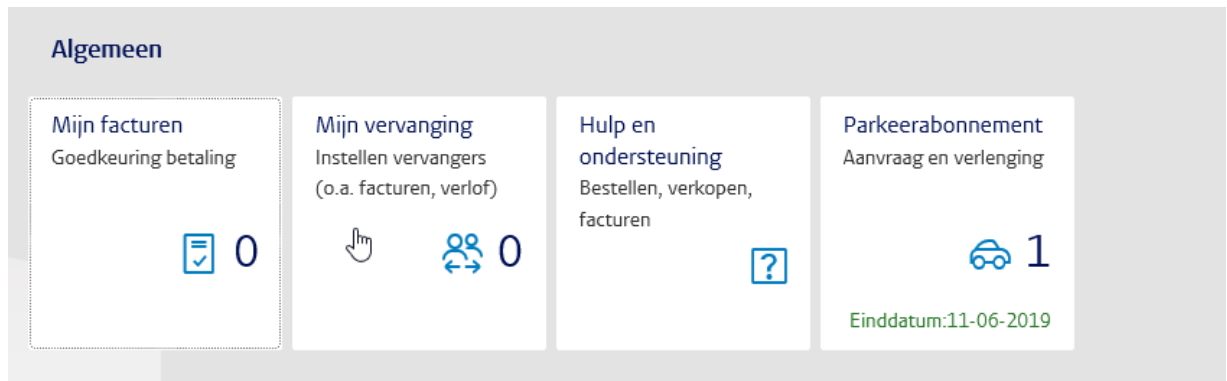 Algemeen
Mijn facturen
Goedkeuring betaling
0
Mijn vervanging
Instellen vervangers
(o.a. facturen, verlof)
0
Hulp en
ondersteuning
Bestellen, verkopen,
facturen
?
Parkeerabonnement
Aanvraag en verlenging
1
Einddatum:11-06-2019